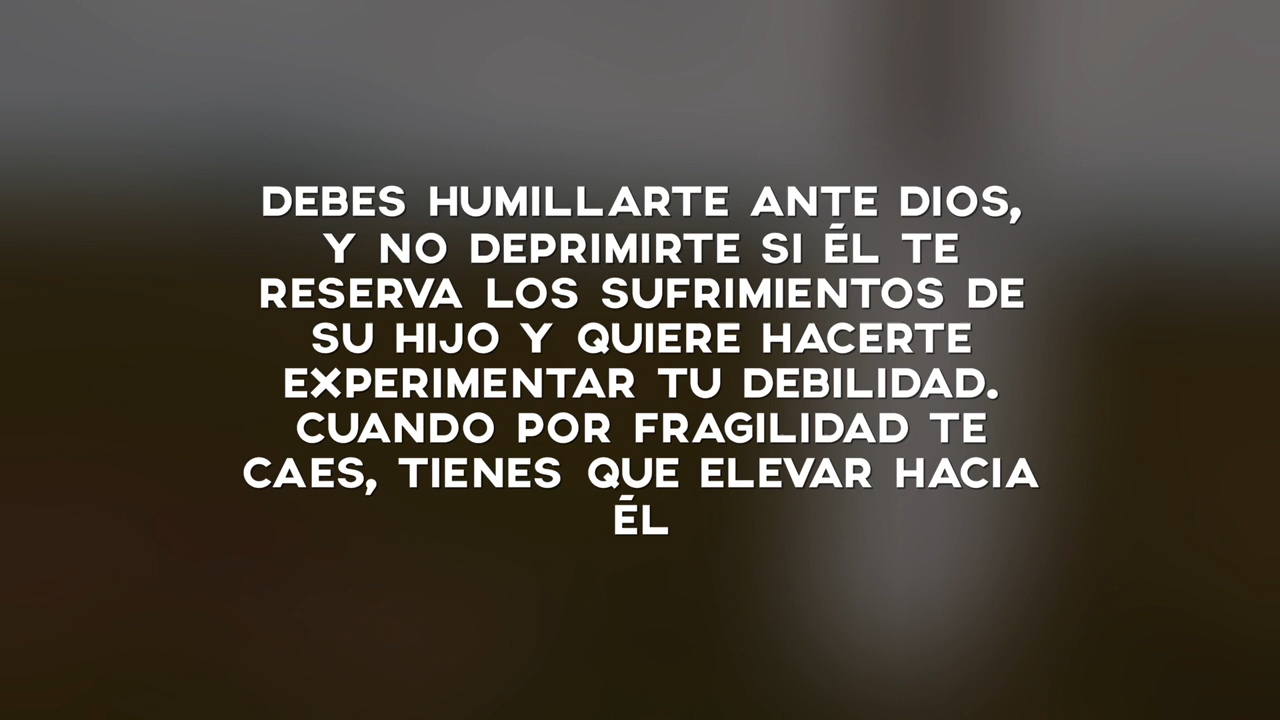 DEBES HUMILLARTE ANTE DIOS,
Y NO DEPRIMIRTE SI ÉL TE
RESERVA LOS SUFRIMIENTOS DE
SU HIJO Y QUIERE HACERTE
EXPERIMENTAR TU DEBILIDAD.
CUANDO POR FRAGILIDAD TE
CAES, TIENES QUE ELEVAR HACIA
ÉL